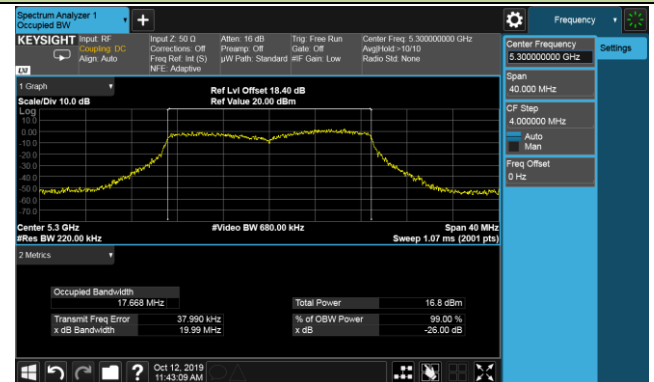 Spectrum Analyzer 1
Occupied BW
Frequency
KEYSIGHT
Input: RF
Coupling: DC
Align: Auto
Input Z: 50 Ω
Corrections: Off
Freq Ref: Int (S)
NFE: Adaptive
Atten: 16 dB
Preamp: Off
µW Path: Standard
Trig: Free Run
Gate: Off
#IF Gain: Low
Center Freq: 5.300000000 GHz
Avg|Hold:>10/10
Radio Std: None
LXI
Center Frequency
5.300000000 GHz
Settings
Span
40.000 MHz
CF Step
4.000000 MHz
Auto
Man
Freq Offset
0 Hz
1 Graph
Scale/Div 10.0 dB
Ref Lvl Offset 18.40 dB
Ref Value 20.00 dBm
Log
10.0
0.00
-10.0
-20.0
-30.0
-40.0
-50.0
-60.0
-70.0
Center 5.3 GHz
#Res BW 220.00 kHz
#Video BW 680.00 kHz
Span 40 MHz
Sweep 1.07 ms (2001 pts)
2 Metrics
Occupied Bandwidth
17.668 MHz
Total Power
16.8 dBm
Transmit Freq Error
37.990 kHz
% of OBW Power
99.00 %
x dB Bandwidth
19.99 MHz
x dB
-26.00 dB
?
Oct 12, 2019
11:43:09 AM